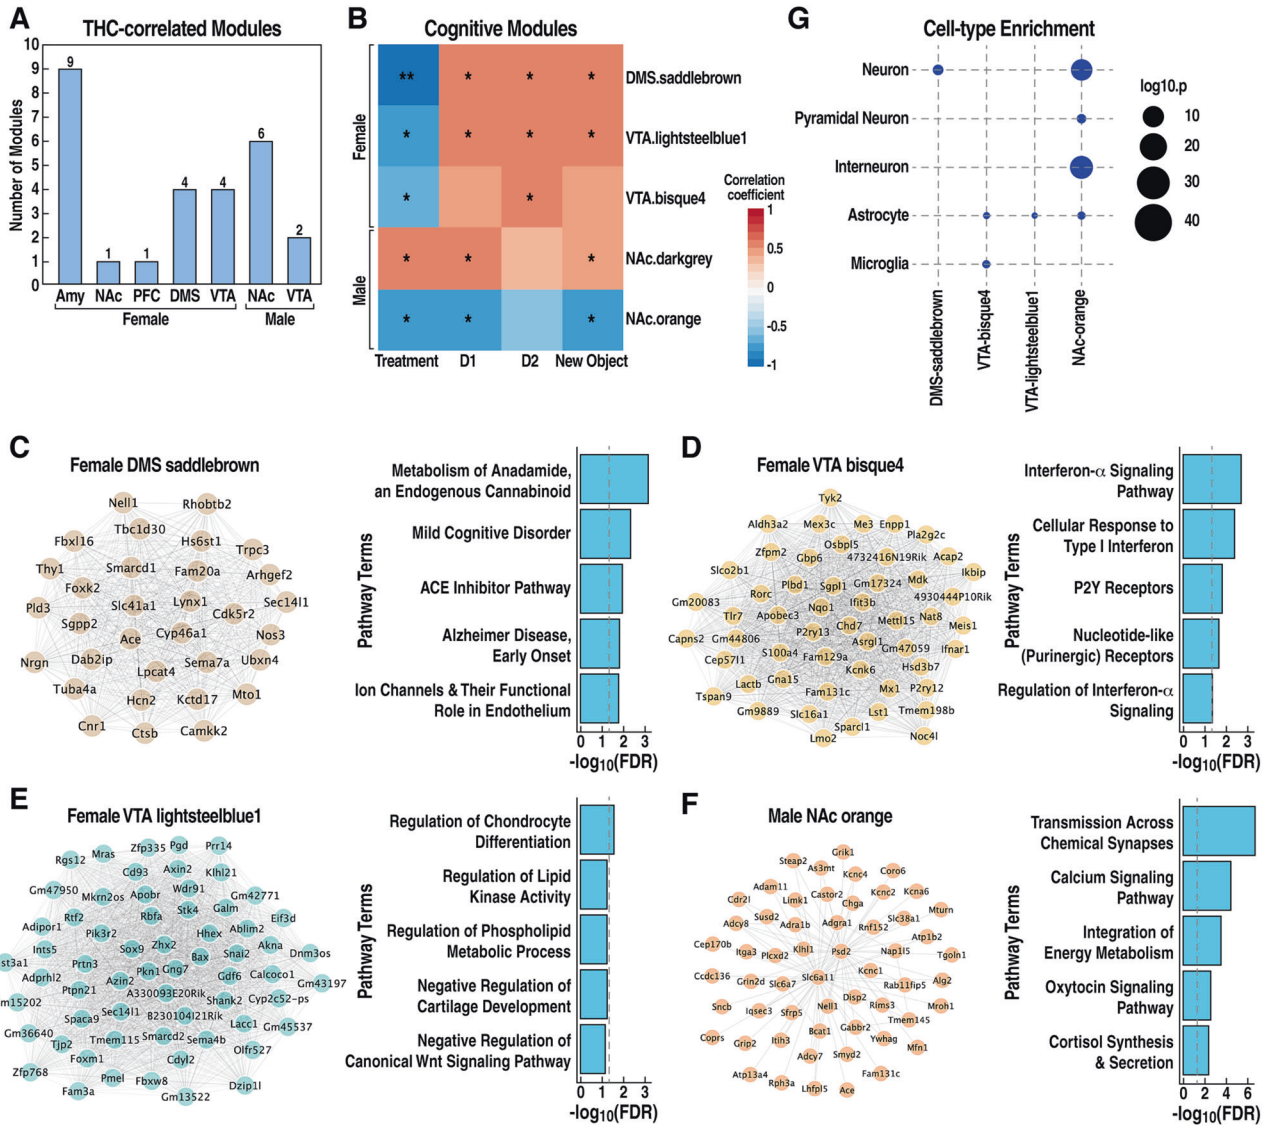 A
THC-correlated Modules
Number of Modules
10
9
8
7
6
5
4
3
2
1
0
9
1
1
4
4
6
2
Amy NAc PFC DMS VTA NAc VTA
Female Male
B
Cognitive Modules
Female
Male
** * * *
* * * *
* *
* * *
* * *
DMS.saddlebrown
VTA.lightsteelblue1
VTA.bisque4
NAc.darkgrey
NAc.orange
Treatment D1 D2 New Object
Correlation
coefficient
1
0.5
0
-0.5
-1
G
Cell-type Enrichment
Neuron
Pyramidal Neuron
Interneuron
Astrocyte
Microglia
DMS-saddlebrown
VTA-bisque4
VTA-lightsteelblue1
NAc-orange
log10.p
10
20
30
40
C
Female DMS saddlebrown
Nell1
Rhobtb2
Tbc1d30
Fbxl16
Hs6st1
Trpc3
Thy1
Smarcd1
Fam20a
Arhgef2
Foxk2
Pld3
Slc41a1
Lynx1
Sec14l1
Cdk5r2
Sgpp2
Ace
Cyp46a1
Nos3
Nrgn
Dab2ip
Lpcat4
Sema7a
Ubxn4
Tuba4a
Hcn2
Kctd17
Mto1
Cnr1
Ctsb
Camkk2
Pathway Terms
Metabolism of Anadamide,
an Endogenous Cannabinoid
Mild Cognitive Disorder
ACE Inhibitor Pathway
Alzheimer Disease,
Early Onset
Ion Channels & Their Functional
Role in Endothelium
0 1 2 3
-log10(FDR)
D
Female VTA bisque4
Tyk2
Aldh3a2
Mex3c
Me3
Enpp1
Pla2g2c
Osbpl5
Zfpm2
Gbp6
4732416N19Rik
Acap2
Slco2b1
Ikbip
Plbd1
Sgpl1
Gm17324
Mdk
Rorc
4930444P10Rik
Gm20083
Nqo1
Ifit3b
Tlr7
Apobec3
Mettl15
Nat8
Meis1
Chd7
P2ry13
Capns2
Gm44806
Asrgl1
Gm47059
Ifnar1
Cep57l1
S100a4
Fam129a
Hsd3b7
Kcnk6
Gna15
Lactb
Tspan9
Fam131c
Mx1
P2ry12
Gm9889
Slc16a1
Lst1
Tmem198b
Sparcl1
Lmo2
Noc4l
Pathway Terms
Interferon-α Signaling
Pathway
Cellular Response to
Type I Interferon
P2Y Receptors
Nucleotide-like
(Purinergic) Receptors
Regulation of Interferon-α
Signaling
0 1 2 3
-log10(FDR)
E
Female VTA lightsteelblue1
Rgs12
Mras
Zfp335
Pgd
Prr14
Cd93
Axin2
Klhl21
Gm47950
Mkrn2os
Apobr
Wdr91
Gm42771
Rtf2
Rbfa
Stk4
Galm
Eif3d
Adipor1
Pik3r2
Hhex
Ablim2
Ints5
Sox9
Zhx2
Bax
Snai2
Akna
Dnm3os
st3a1
Prtn3
Adprhl2
Azin2
Pkn1
Gng7
Gdf6
Calcoco1
Gm43197
Ptpn21
A330093E20Rik
Shank2
Cyp2c52-ps
m15202
Spaca9
Sec14l1
B230104I21Rik
Lacc1
Gm45537
Gm36640
Tjp2
Tmem115
Smarcd2
Sema4b
Olfr527
Foxm1
Cdyl2
Zfp768
Pmel
Fbxw8
Dzip1l
Fam3a
Gm13522
Pathway Terms
Regulation of Chondrocyte
Differentiation
Regulation of Lipid
Kinase Activity
Regulation of Phospholipid
Metabolic Process
Negative Regulation of
Cartilage Development
Negative Regulation of
Canonical Wnt Signaling Pathway
0 1 2 3
-log10(FDR)
F
Male NAc orange
Grik1
Steap2
As3mt
Kcnc4
Coro6
Adam11
Castor2
Kcnc2
Kcna6
Cdr2l
Limk1
Chga
Mturn
Adcy8
Susd2
Adra1b
Adgra1
Rnf152
Slc38a1
Atp1b2
Cep170b
Itga3
Plcxd2
Klhl1
Psd2
Nap1l5
Tgoln1
Ccdc136
Grin2d
Slc6a7
Slc6a11
Kcnc1
Rab11fip5
Alg2
Sncb
Iqsec3
Sfrp5
Nell1
Disp2
Rims3
Mroh1
Tmem145
Coprs
Grip2
Itih3
Bcat1
Gabbr2
Ywhag
Mfn1
Adcy7
Smyd2
Atp13a4
Rph3a
Lhfpl5
Ace
Fam131c
Pathway Terms
Transmission Across
Chemical Synapses
Calcium Signaling
Pathway
Integration of
Energy Metabolism
Oxytocin Signaling
Pathway
Cortisol Synthesis
& Secretion
0 2 4 6
-log10(FDR)